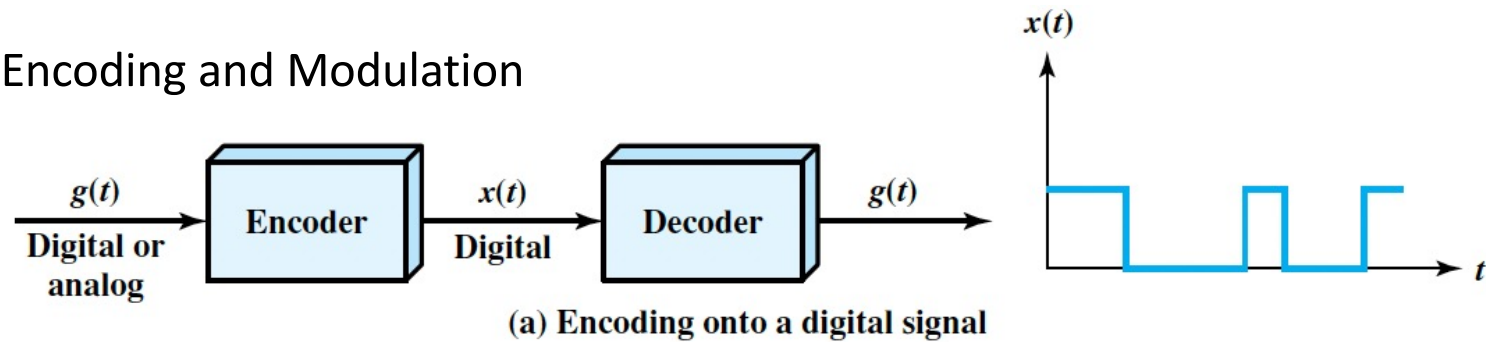 Encoding and Modulation
x(t)
g(t)
Digital or
analog
Encoder
x(t)
Digital
Decoder
g(t)
t
(a) Encoding onto a digital signal